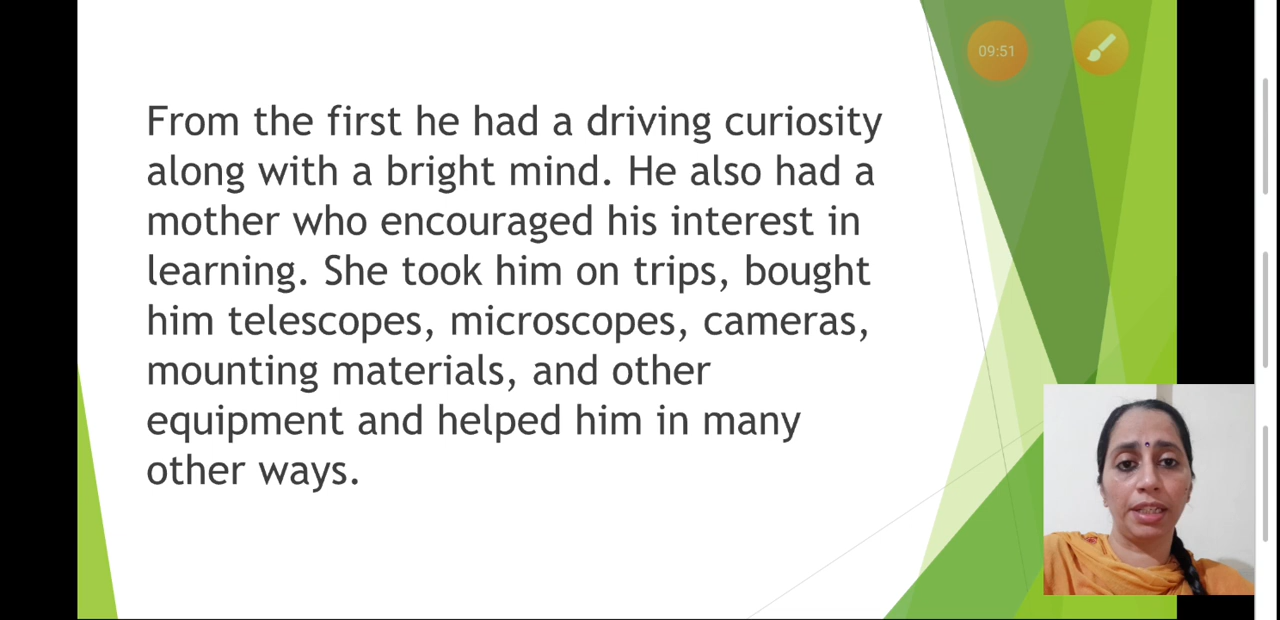 09:51
From the first he had a driving curiosity
along with a bright mind. He also had a
mother who encouraged his interest in
learning. She took him on trips, bought
him telescopes, microscopes, cameras,
mounting materials, and other
equipment and helped him in many
other ways.